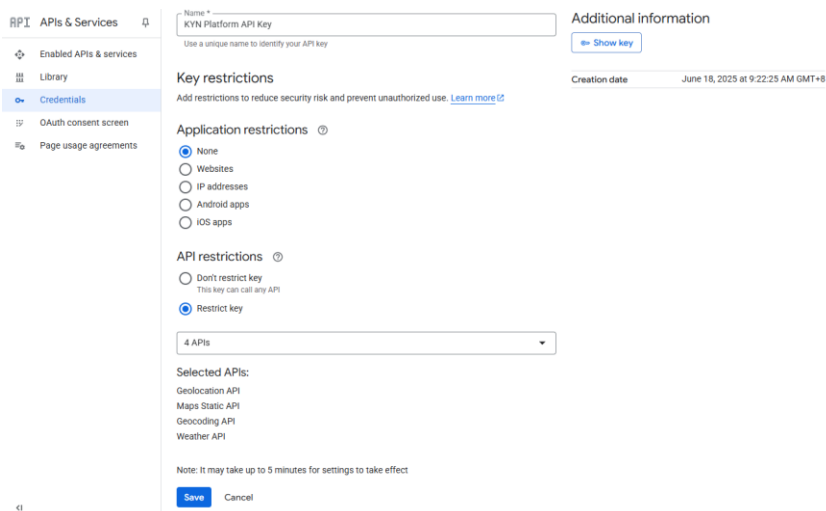 API APIs & Services
Enabled APIs & services
Library
Credentials
OAuth consent screen
Page usage agreements
Name *
KYN Platform API Key
Use a unique name to identify your API key
Key restrictions
Add restrictions to reduce security risk and prevent unauthorized use. Learn more
Application restrictions
None
Websites
IP addresses
Android apps
iOS apps
API restrictions
Don't restrict key
This key can call any API
Restrict key
4 APIs
Selected APIs:
Geolocation API
Maps Static API
Geocoding API
Weather API
Note: It may take up to 5 minutes for settings to take effect
Save Cancel
Additional information
Show key
Creation date June 18, 2025 at 9:22:25 AM GMT+8